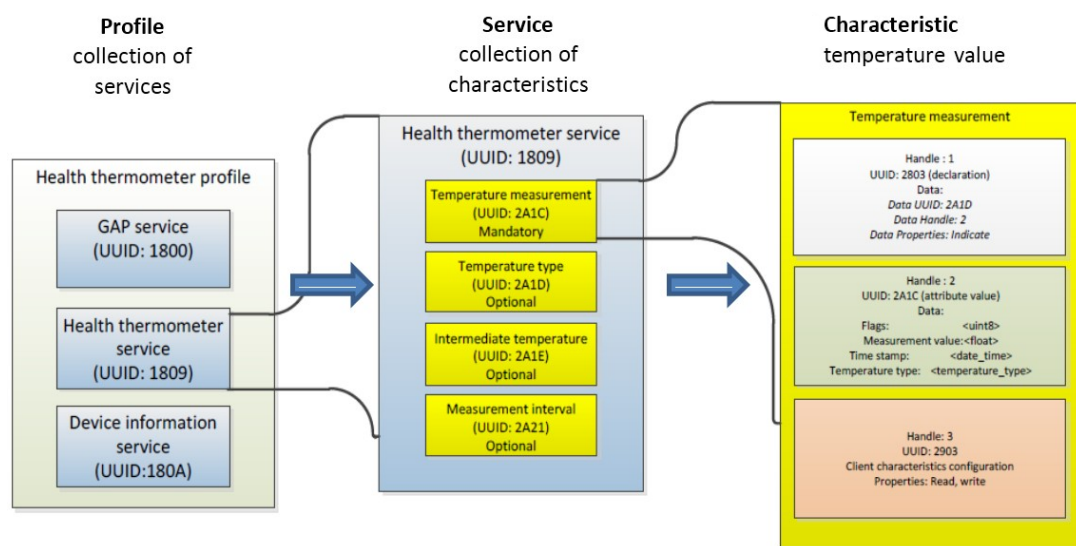 Profile
collection of
services
Service
collection of
characteristics
Characteristic
temperature value
Health thermometer profile
GAP service
(UUID: 1800)
Health thermometer
service
(UUID: 1809)
Device information
service
(UUID:180A)
Health thermometer service
(UUID: 1809)
Temperature measurement
(UUID: 2A1C)
Mandatory
Temperature type
(UUID: 2A1D)
Optional
Intermediate temperature
(UUID: 2A1E)
Optional
Measurement interval
(UUID: 2A21)
Optional
Temperature measurement
Handle : 1
UUID: 2803 (declaration)
Data:
Data UUID: 2A1D
Data Handle: 2
Data Properties: Indicate
Handle : 2
UUID: 2A1C (attribute value)
Data:
Flags: <uint8>
Measurement value:<float>
Time stamp: <date_time>
Temperature type: <temperature_type>
Handle: 3
UUID: 2903
Client characteristics configuration
Properties: Read, write